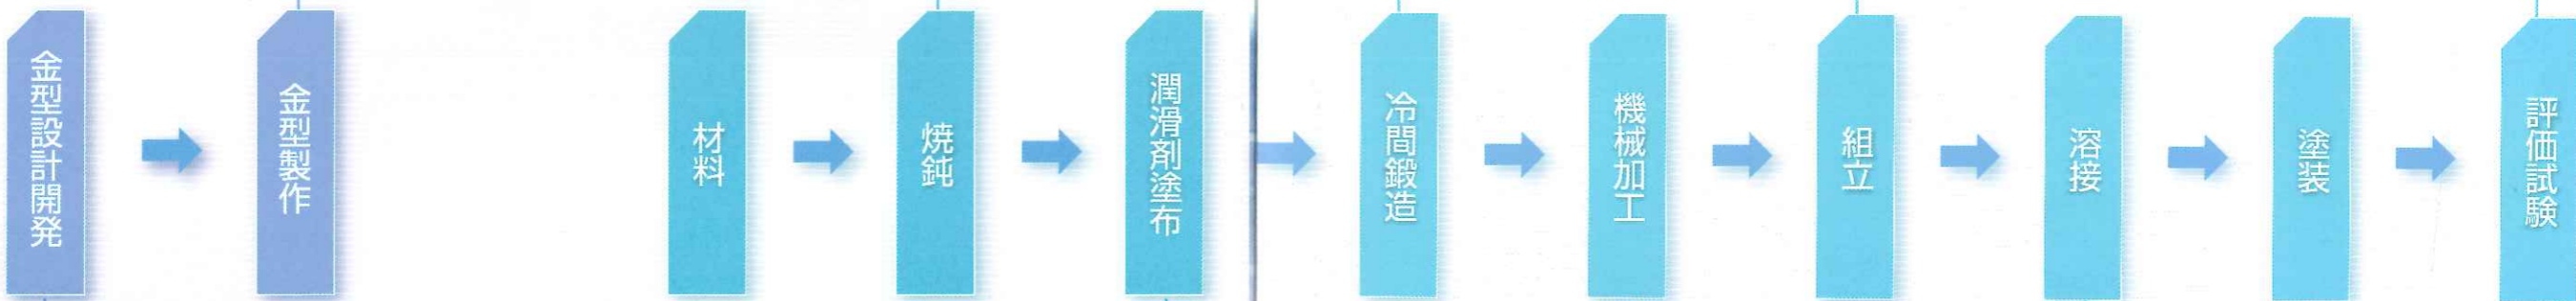 金型設計開発
金型製作
材料
焼鈍
潤滑剤塗布
冷間鍛造
機械加工
組立
溶接
塗装
評価試験